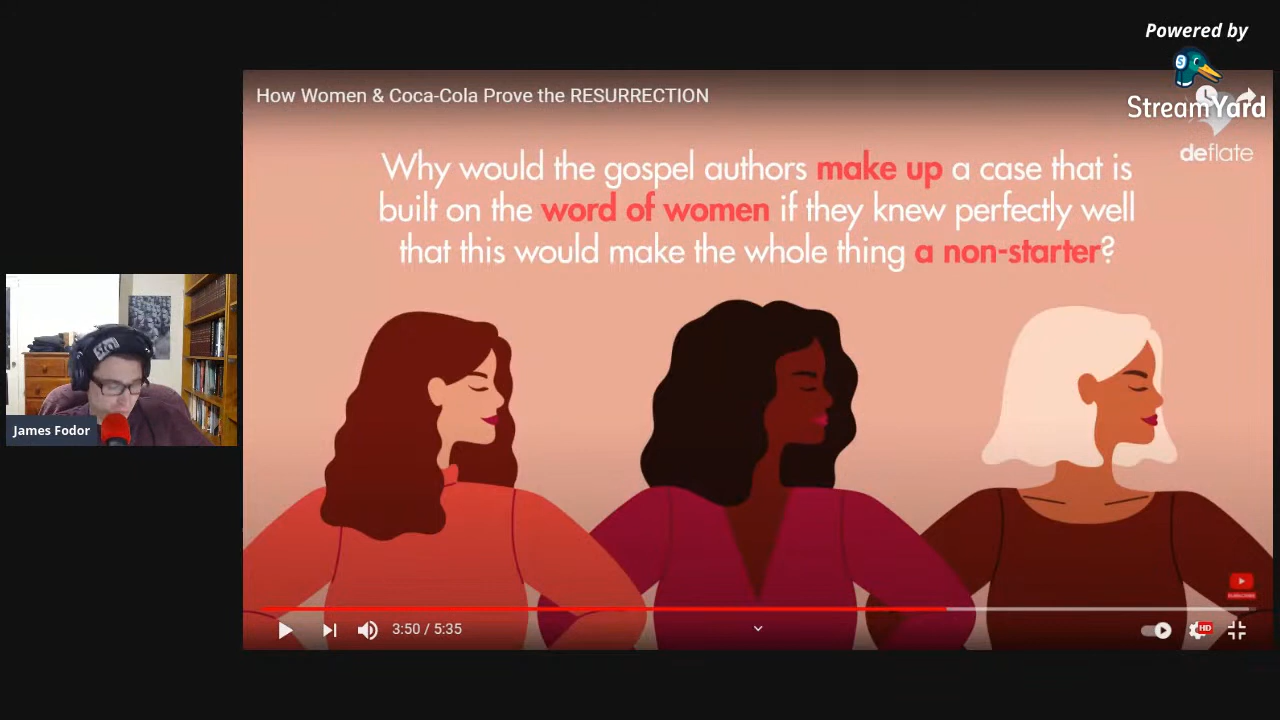 Powered by
StreamYard
How Women & Coca-Cola Prove the RESURRECTION
deflate
Why would the gospel authors make up a case that is
built on the word of women if they knew perfectly well
that this would make the whole thing a non-starter?
James Fodor
3:50 / 5:35
HD